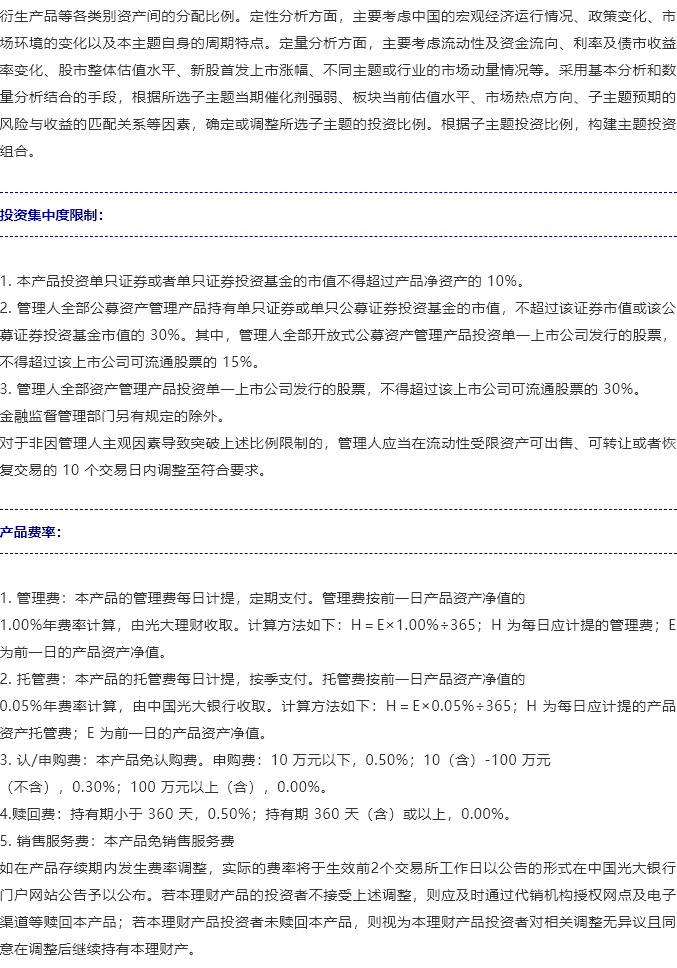 衍生产品等各类别资产间的分配比例。定性分析方面，主要考虑中国的宏观经济运行情况、政策变化、市
场环境的变化以及本主题自身的周期特点。定量分析方面，主要考虑流动性及资金流向、利率及债市收益
率变化、股市整体估值水平、新股首发上市涨幅、不同主题或行业的市场动量情况等。采用基本分析和数
量分析结合的手段，根据所选子主题当期催化剂强弱、板块当前估值水平、市场热点方向、子主题预期的
风险与收益的匹配关系等因素，确定或调整所选子主题的投资比例。根据子主题投资比例，构建主题投资
组合。
投资集中度限制：
1. 本产品投资单只证券或者单只证券投资基金的市值不得超过产品净资产的 10%。
2. 管理人全部公募资产管理产品持有单只证券或单只公募证券投资基金的市值，不超过该证券市值或该公
募证券投资基金市值的 30%。其中，管理人全部开放式公募资产管理产品投资单一上市公司发行的股票，
不得超过该上市公司可流通股票的 15%。
3. 管理人全部资产管理产品投资单一上市公司发行的股票，不得超过该上市公司可流通股票的 30%。
金融监督管理部门另有规定的除外。
对于非因管理人主观因素导致突破上述比例限制的，管理人应当在流动性受限资产可出售、可转让或者恢
复交易的 10 个交易日内调整至符合要求。
产品费率：
1. 管理费：本产品的管理费每日计提，定期支付。管理费按前一日产品资产净值的
1.00%年费率计算，由光大理财收取。计算方法如下：H＝E×1.00%÷365；H 为每日应计提的管理费；E
为前一日的产品资产净值。
2. 托管费：本产品的托管费每日计提，按季支付。托管费按前一日产品资产净值的
0.05%年费率计算，由中国光大银行收取。计算方法如下：H＝E×0.05%÷365；H 为每日应计提的产品
资产托管费；E 为前一日的产品资产净值。
3. 认/申购费：本产品免认购费。申购费：10 万元以下，0.50%；10（含）-100 万元
（不含），0.30%；100 万元以上（含），0.00%。
4.赎回费：持有期小于 360 天，0.50%；持有期 360 天（含）或以上，0.00%。
5. 销售服务费：本产品免销售服务费
如在产品存续期内发生费率调整，实际的费率将于生效前2个交易所工作日以公告的形式在中国光大银行
门户网站公告予以公布。若本理财产品的投资者不接受上述调整，则应及时通过代销机构授权网点及电子
渠道等赎回本产品；若本理财产品投资者未赎回本产品，则视为本理财产品投资者对相关调整无异议且同
意在调整后继续持有本理财产。